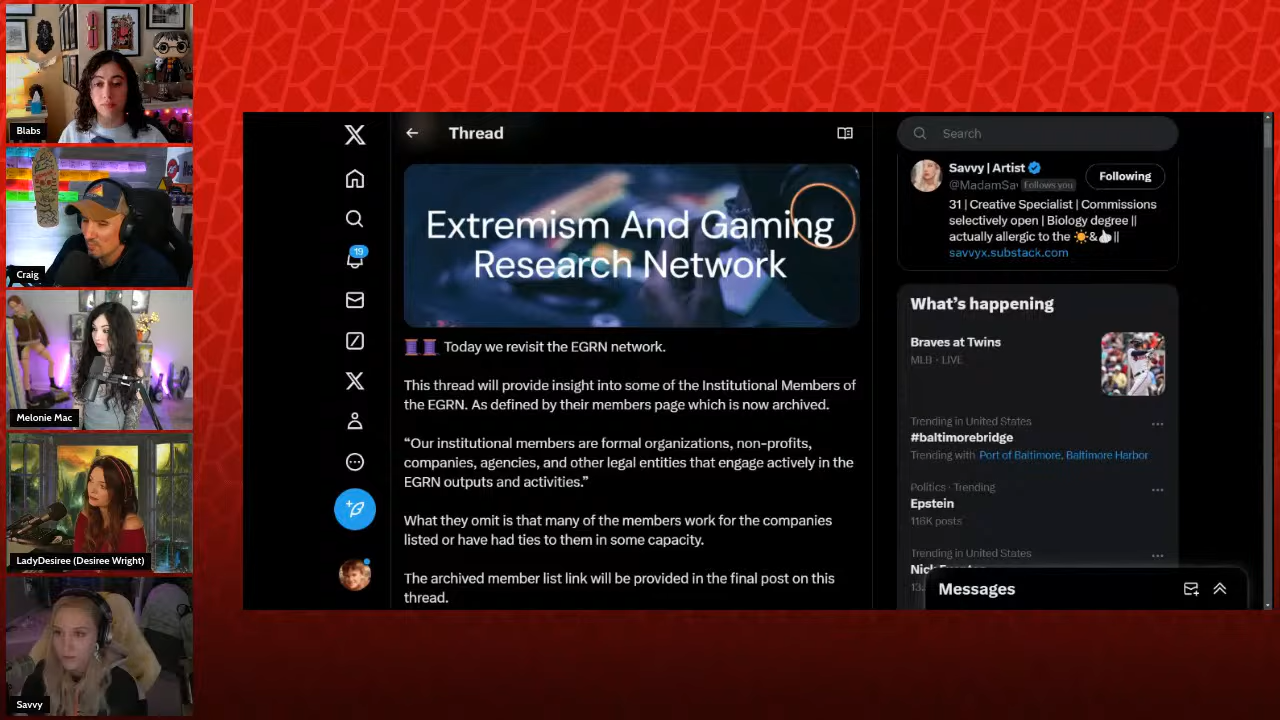 Blabs
Craig
Melonie Mac
LadyDesiree (Desiree Wright)
Savvy
19
Thread
Extremism And Gaming
Research Network
Today we revisit the EGRN network.
This thread will provide insight into some of the Institutional Members of
the EGRN. As defined by their members page which is now archived.
“Our institutional members are formal organizations, non-profits,
companies, agencies, and other legal entities that engage actively in the
EGRN outputs and activities.”
What they omit is that many of the members work for the companies
listed or have had ties to them in some capacity.
The archived member list link will be provided in the final post on this
thread.
Search
Savvy | Artist
@MadamSa Follows you
Following
31 | Creative Specialist | Commissions
selectively open | Biology degree ||
actually allergic to the ☀️&🧄||
savvyx.substack.com
What’s happening
Braves at Twins
MLB · LIVE
Trending in United States
#baltimorebridge
Trending with Port of Baltimore, Baltimore Harbor
Politics · Trending
Epstein
116K posts
Trending in United States
Messages